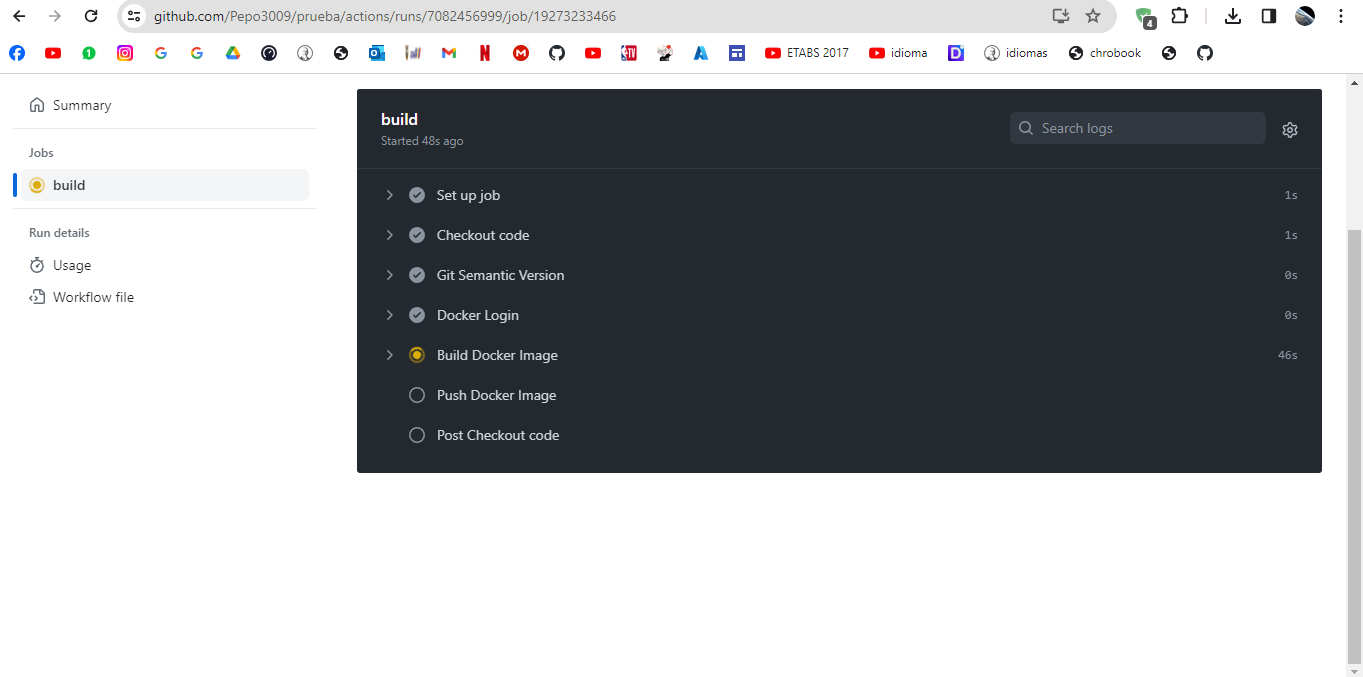 github.com/Pepo3009/prueba/actions/runs/7082456999/job/19273233466
4
1
ETABS 2017
idioma
idiomas
chrobook
Summary
Jobs
build
Run details
Usage
Workflow file
build
Started 48s ago
Search logs
Set up job 1s
Checkout code 1s
Git Semantic Version 0s
Docker Login 0s
Build Docker Image 46s
Push Docker Image
Post Checkout code